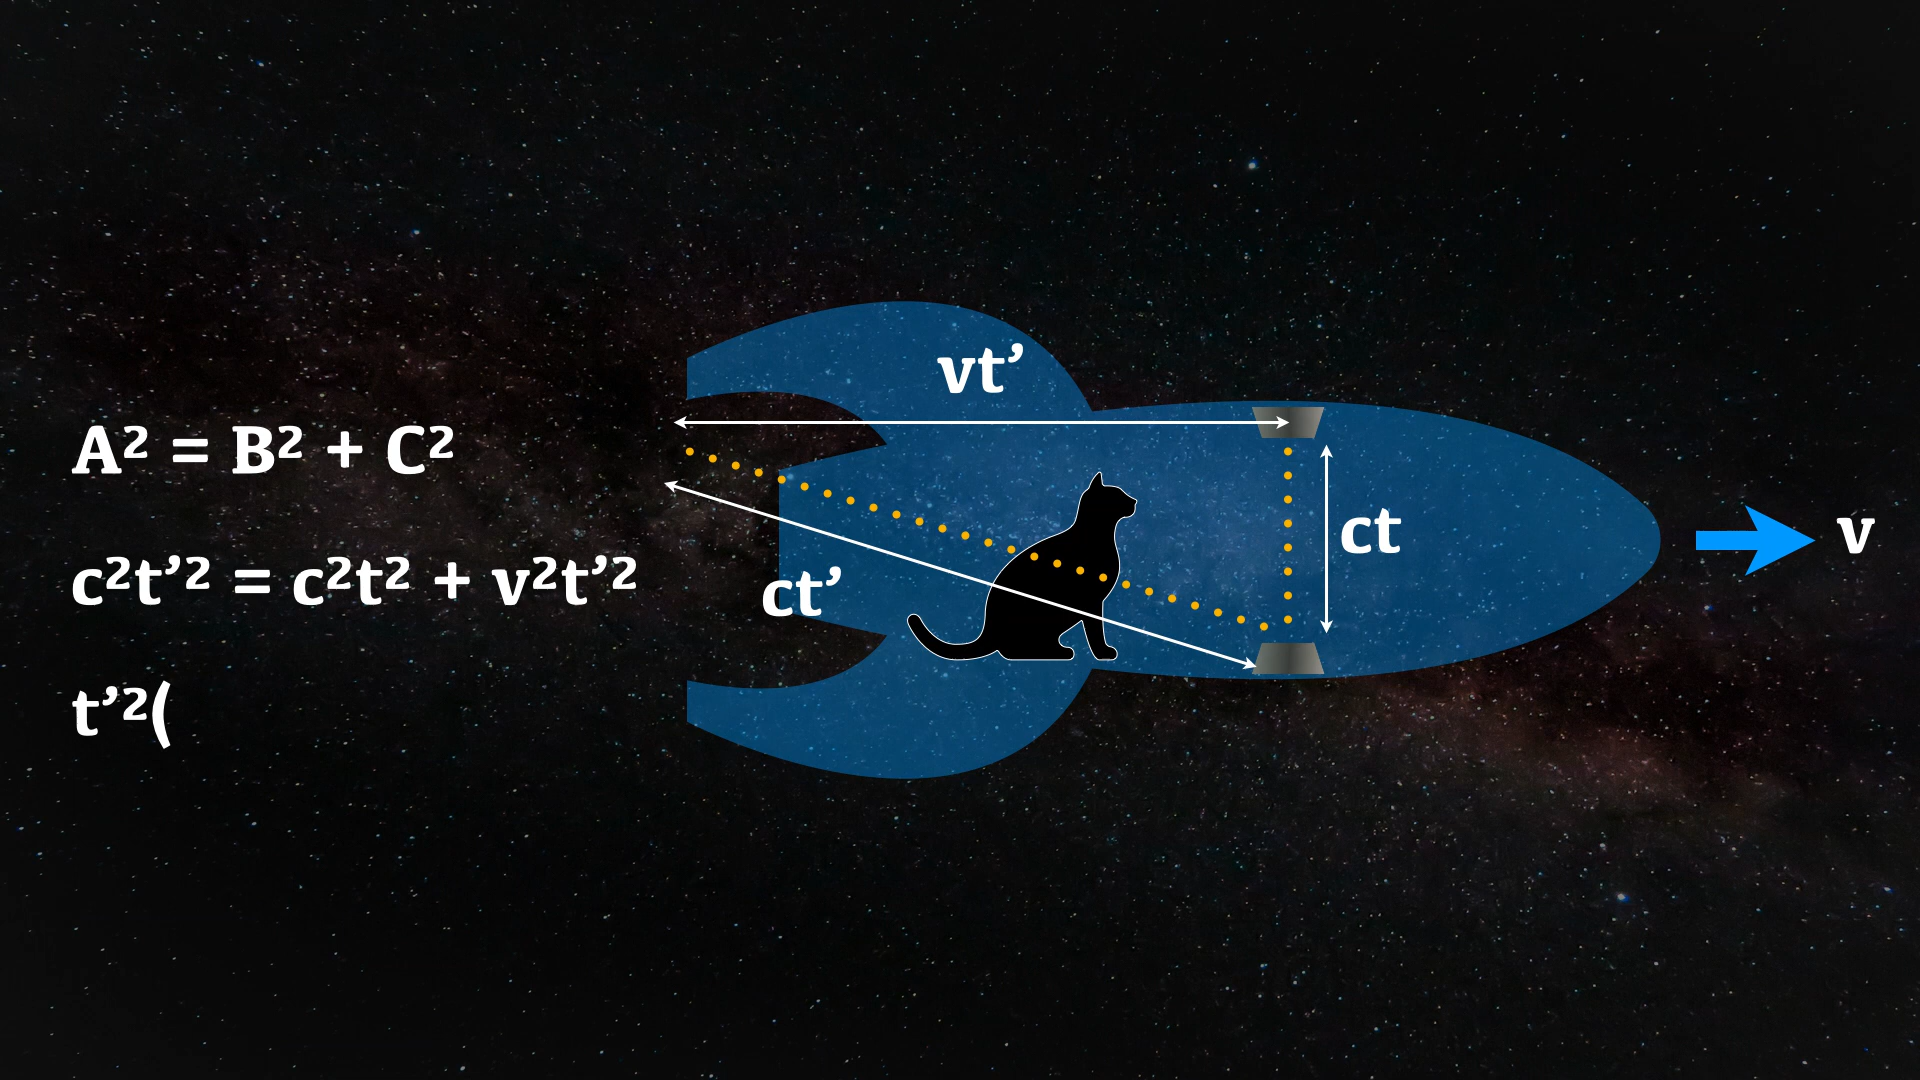 A² = B² + C²
c²t’² = c²t² + v²t’²
t’²(
vt’
ct’
ct
v